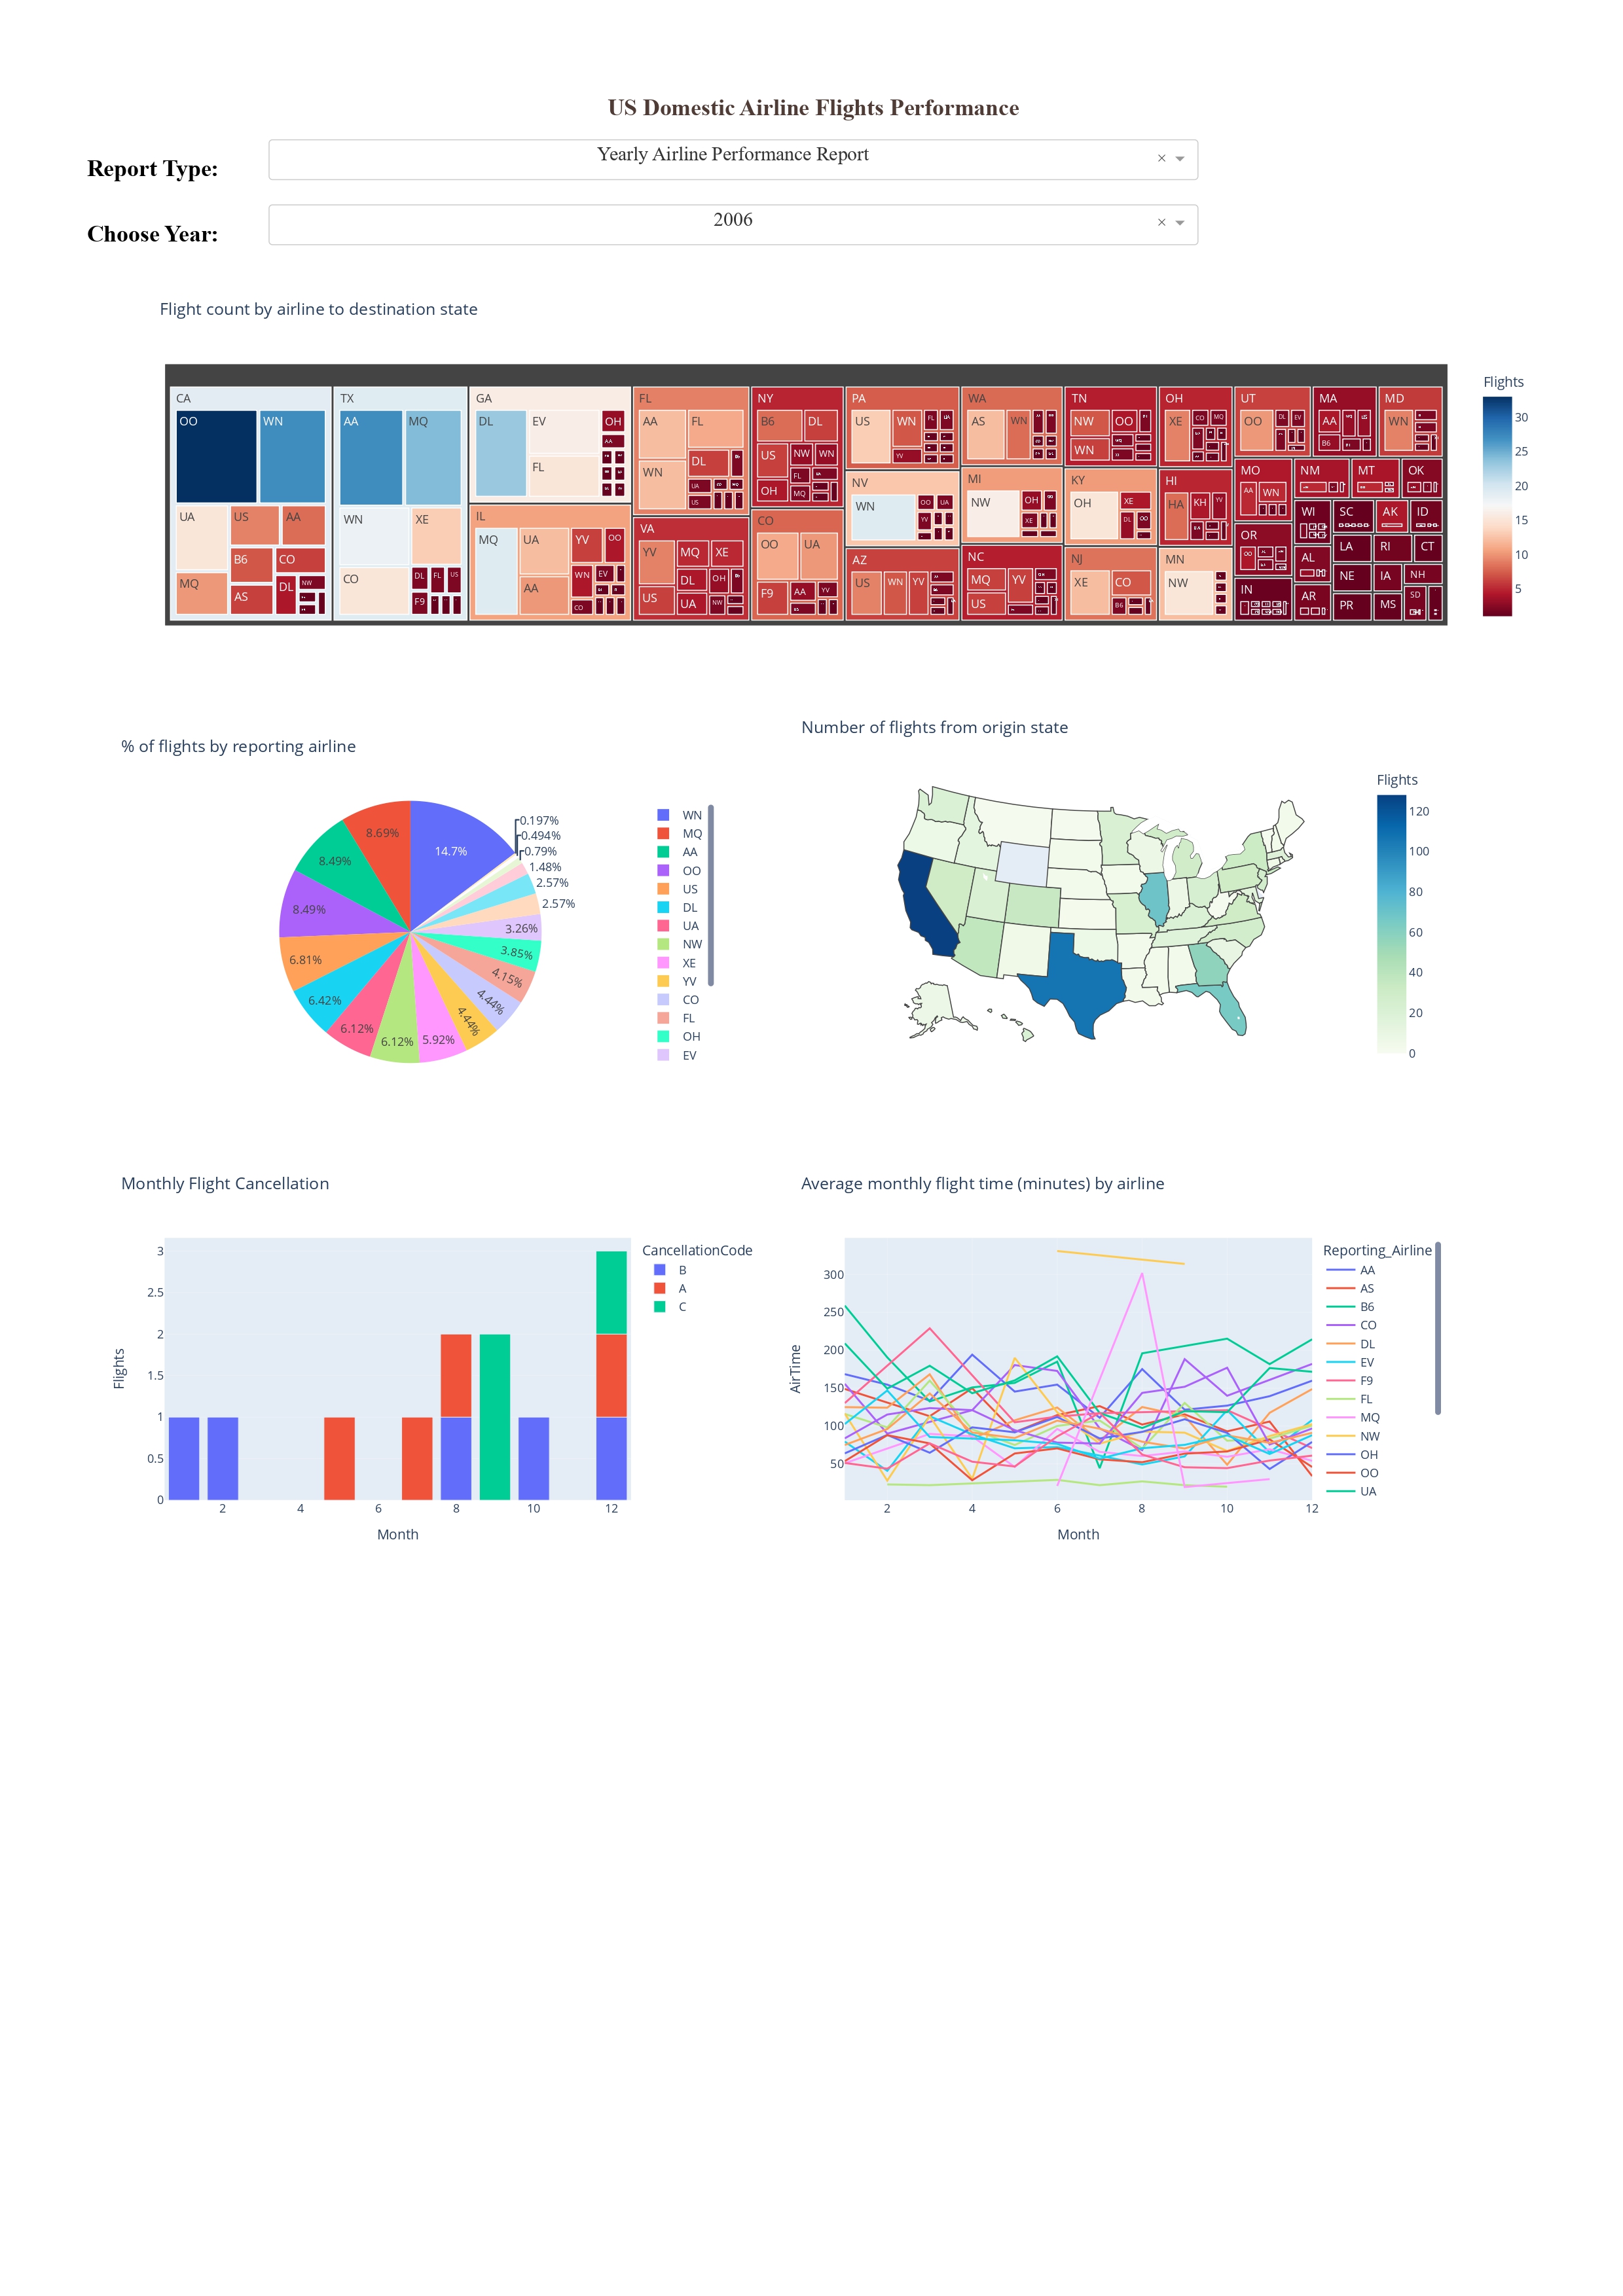 US Domestic Airline Flights Performance
Report Type:
Yearly Airline Performance Report
×
Choose Year:
2006
×
Flight count by airline to destination state
CA
OO
WN
UA
US
AA
MQ
B6
CO
AS
DL
NW
TX
AA
MQ
WN
XE
CO
DL
FL
US
F9
GA
DL
EV
OH
AA
FL
IL
MQ
UA
YV
OO
AA
WN
EV
CO
FL
AA
FL
WN
DL
UA
US
VA
YV
MQ
XE
DL
OH
US
UA
NW
NY
B6
DL
US
NW
WN
FL
OH
MQ
CO
OO
UA
F9
AA
YV
PA
US
WN
FL
UA
YV
NV
WN
OO
UA
YV
AZ
US
WN
YV
WA
AS
WN
MI
NW
OH
XE
NC
MQ
YV
US
TN
NW
OO
WN
KY
OH
XE
DL
OO
NJ
XE
CO
B6
OH
XE
CO
MQ
HI
HA
KH
YV
MN
NW
UT
OO
DL
EV
MA
AA
B6
MD
WN
MO
AA
WN
NM
MT
OK
OR
OO
WI
SC
AK
ID
AL
LA
RI
CT
IN
AR
NE
IA
NH
PR
MS
SD
Flights
30
25
20
15
10
5
% of flights by reporting airline
14.7%
8.69%
8.49%
8.49%
6.81%
6.42%
6.12%
6.12%
5.92%
4.44%
4.44%
4.15%
3.85%
3.26%
2.57%
2.57%
1.48%
0.79%
0.494%
0.197%
WN
MQ
AA
OO
US
DL
UA
NW
XE
YV
CO
FL
OH
EV
Number of flights from origin state
Flights
120
100
80
60
40
20
0
Monthly Flight Cancellation
Flights
3
2.5
2
1.5
1
0.5
0
2
4
6
8
10
12
Month
CancellationCode
B
A
C
Average monthly flight time (minutes) by airline
AirTime
300
250
200
150
100
50
2
4
6
8
10
12
Month
Reporting_Airline
AA
AS
B6
CO
DL
EV
F9
FL
MQ
NW
OH
OO
UA